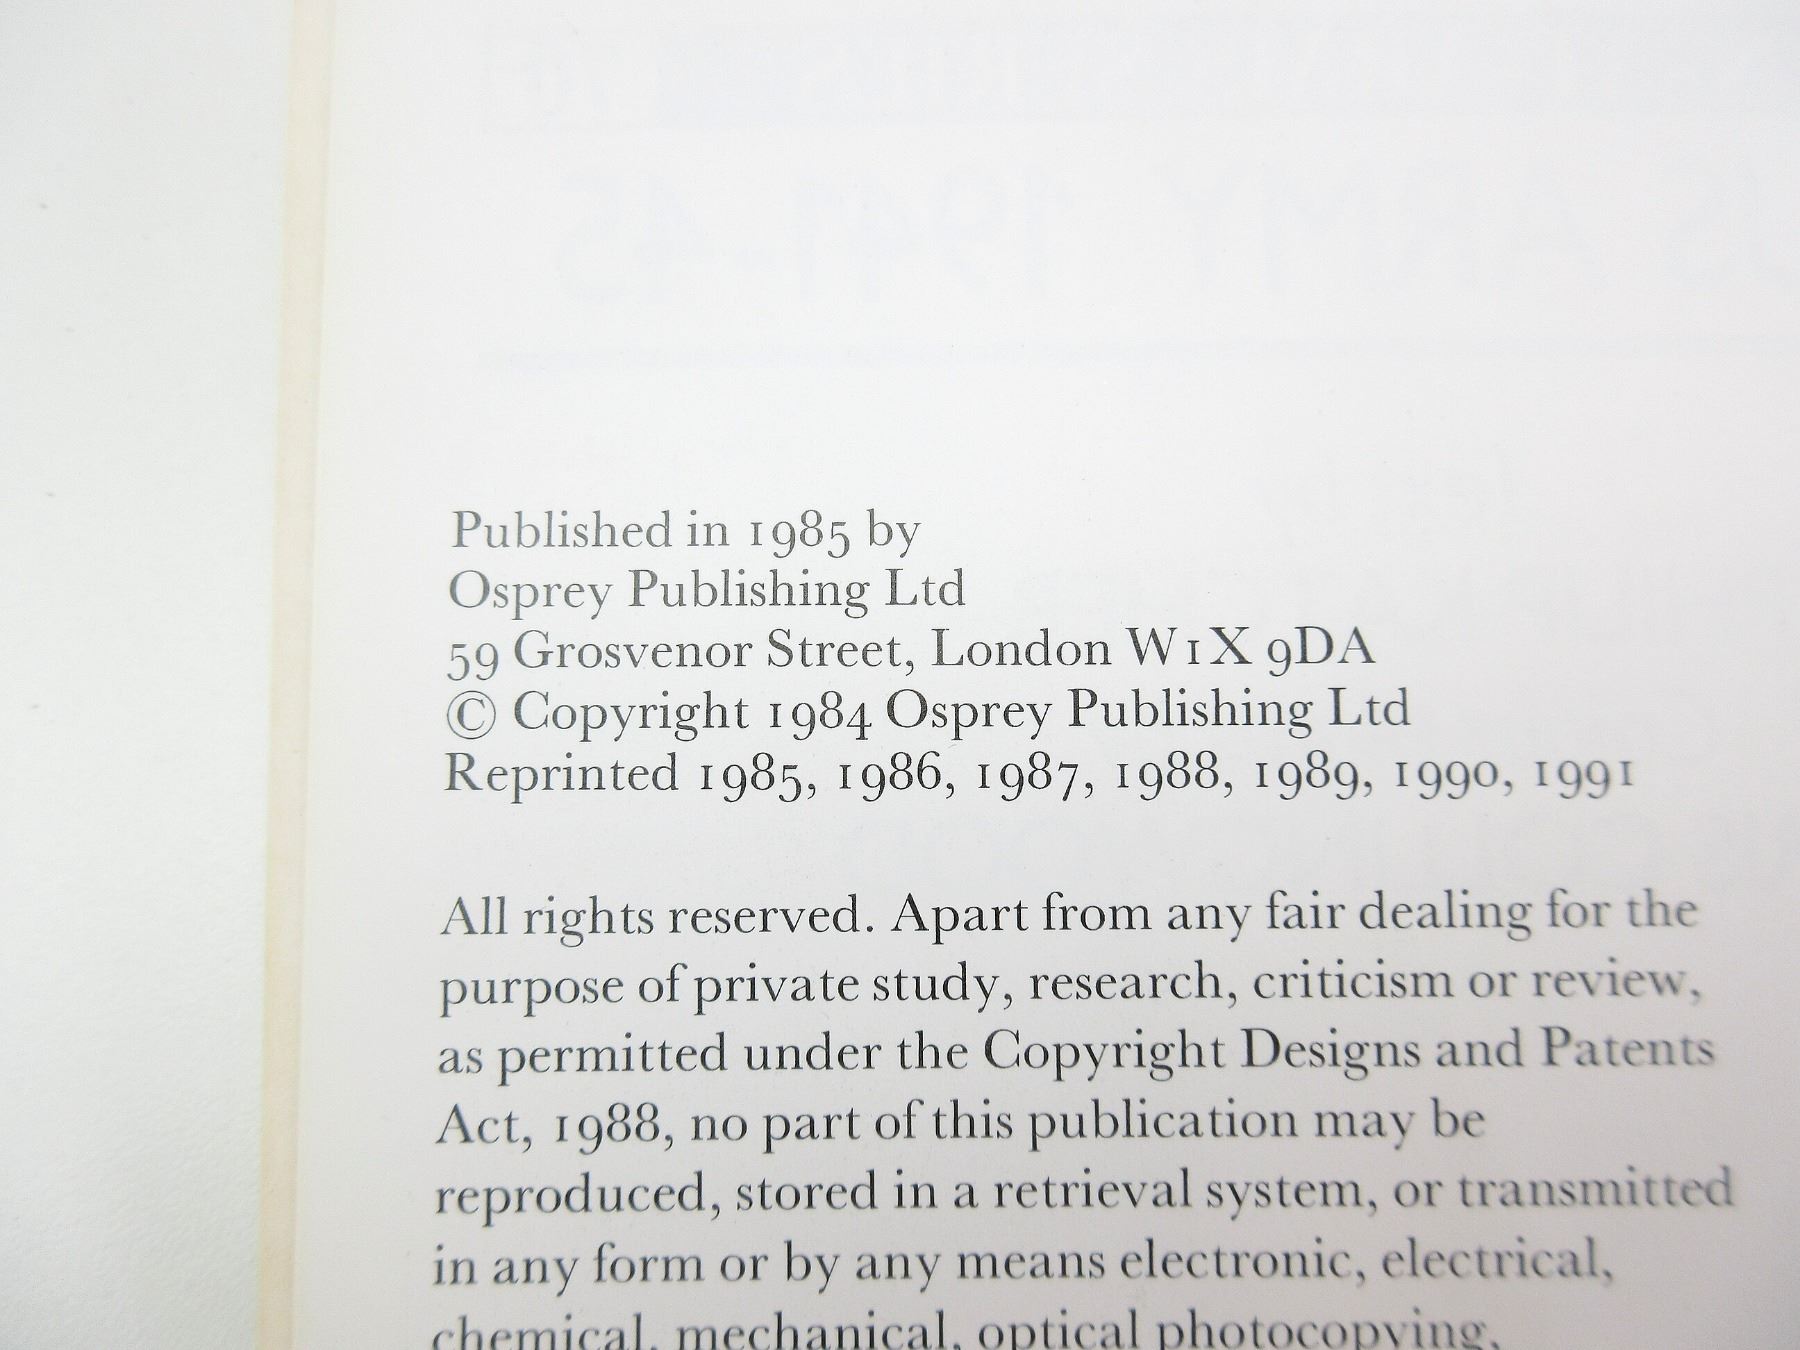 Published in 1985 by
Osprey Publishing Ltd
59 Grosvenor Street, London W1X 9DA
© Copyright 1984 Osprey Publishing Ltd
Reprinted 1985, 1986, 1987, 1988, 1989, 1990, 1991
All rights reserved. Apart from any fair dealing for the
purpose of private study, research, criticism or review,
as permitted under the Copyright Designs and Patents
Act, 1988, no part of this publication may be
reproduced, stored in a retrieval system, or transmitted
in any form or by any means electronic, electrical,
chemical, mechanical, optical photocopying,